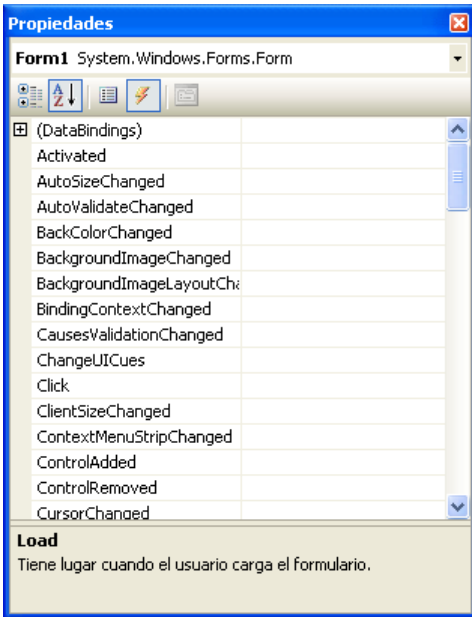 Propiedades
Form1 System.Windows.Forms.Form
(DataBindings)
Activated
AutoSizeChanged
AutoValidateChanged
BackColorChanged
BackgroundImageChanged
BackgroundImageLayoutCha
BindingContextChanged
CausesValidationChanged
ChangeUICues
Click
ClientSizeChanged
ContextMenuStripChanged
ControlAdded
ControlRemoved
CursorChanged
Load
Tiene lugar cuando el usuario carga el formulario.